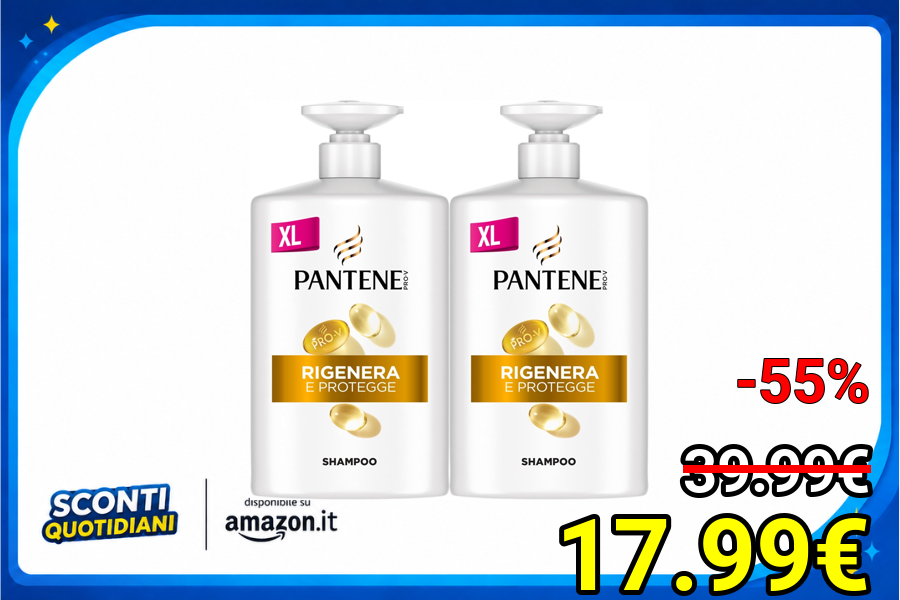 XL
PANTENE
PRO-V
PRO-V
RIGENERA
E PROTEGGE
SHAMPOO
XL
PANTENE
PRO-V
PRO-V
RIGENERA
E PROTEGGE
SHAMPOO
-55%
39.99€
17.99€
SCONTI
QUOTIDIANI
disponibile su
amazon.it